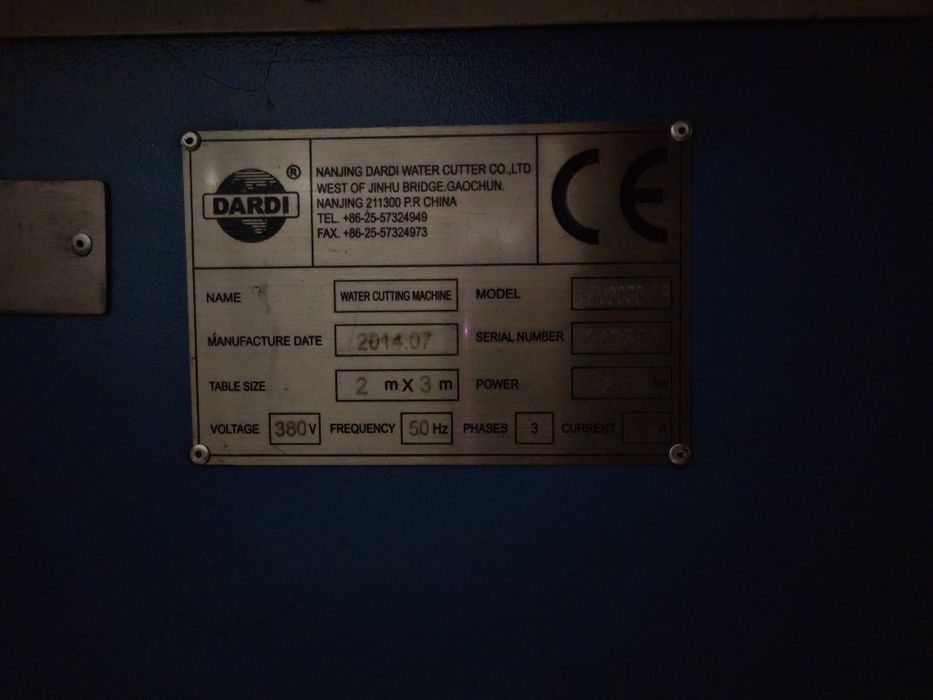 DARDI ®
NANJING DARDI WATER CUTTER CO.,LTD
WEST OF JINHU BRIDGE.GAOCHUN.
NANJING 211300 P.R CHINA
TEL. +86-25-57324949
FAX. +86-25-57324973
CE
NAME WATER CUTTING MACHINE MODEL
MANUFACTURE DATE 2014.07 SERIAL NUMBER
TABLE SIZE 2 m X 3 m POWER KW
VOLTAGE 380V FREQUENCY 50 Hz PHASES 3 CURRENT A